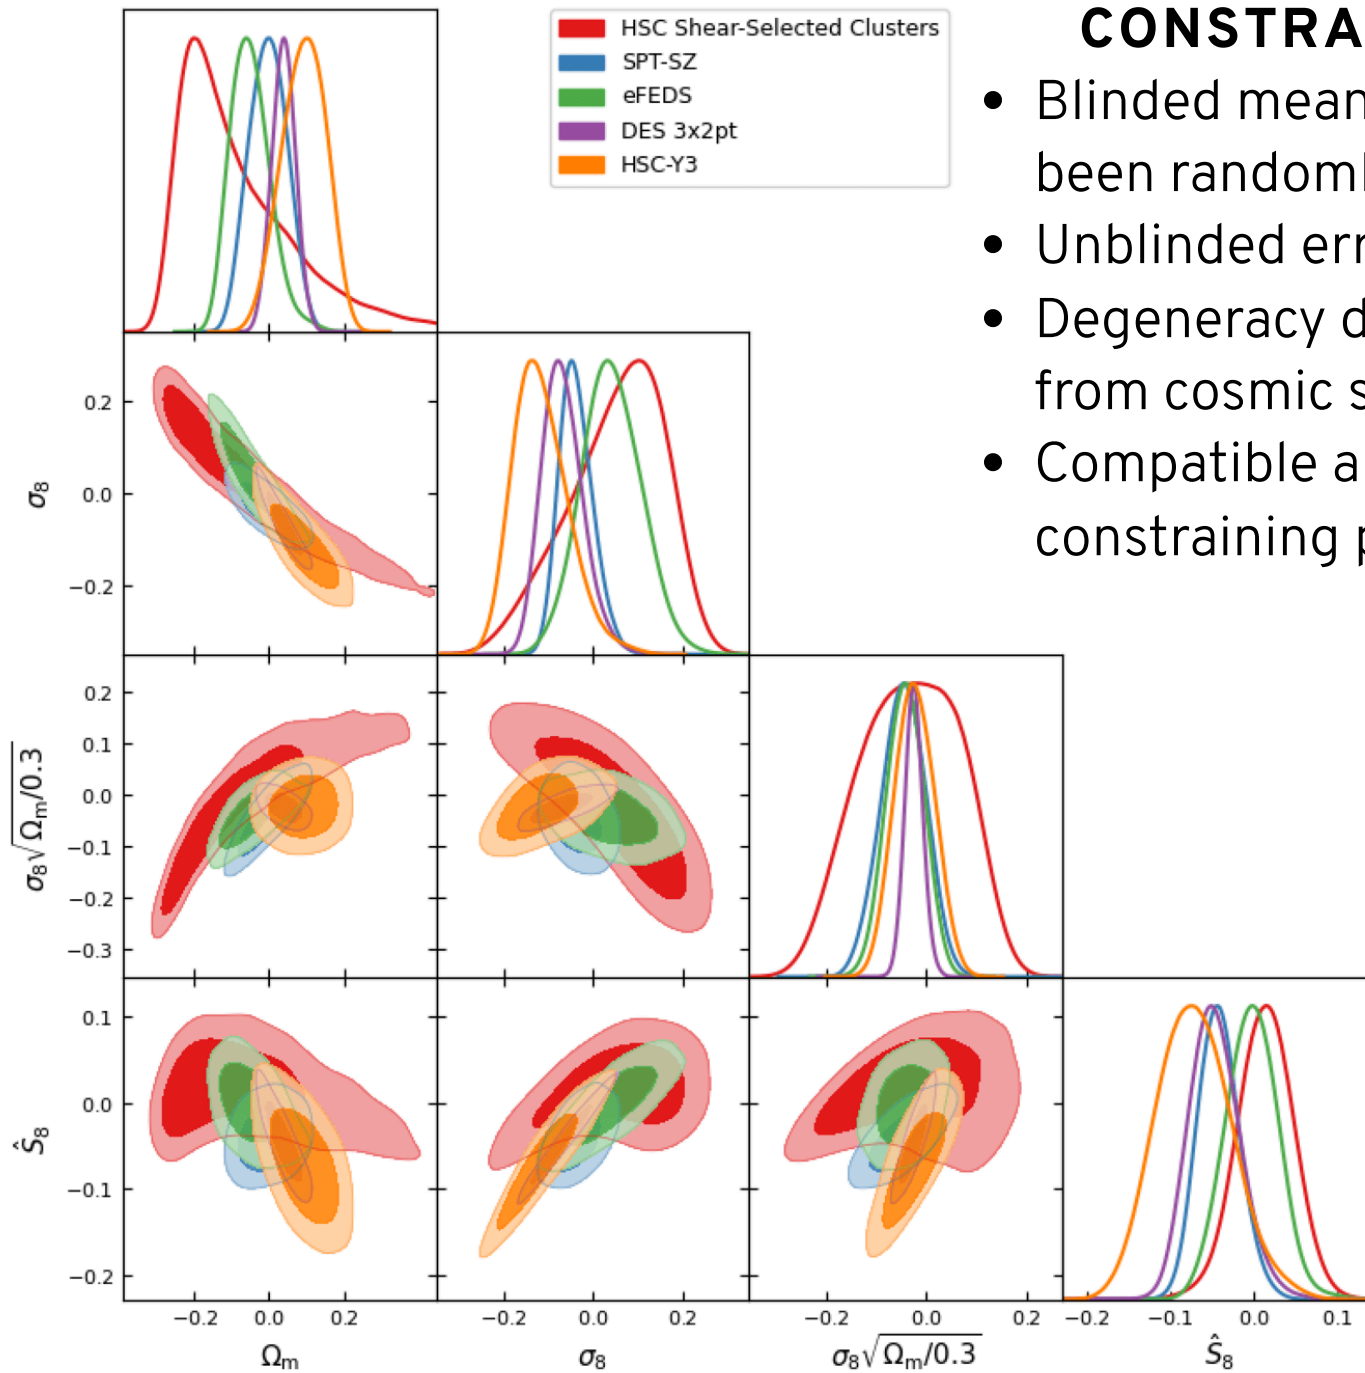 HSC Shear-Selected Clusters
SPT-SZ
eFEDS
DES 3x2pt
HSC-Y3
CONSTRA
• Blinded mean
been randoml
• Unblinded err
• Degeneracy d
from cosmic s
• Compatible a
constraining p
σ8
0.2
0.0
−0.2
σ8√Ωm/0.3
0.2
0.1
0.0
−0.1
−0.2
−0.3
Ŝ8
0.1
0.0
−0.1
−0.2
−0.2 0.0 0.2
−0.2 0.0 0.2
−0.2 0.0 0.2
−0.2 −0.1 0.0 0.1
Ωm
σ8
σ8√Ωm/0.3
Ŝ8